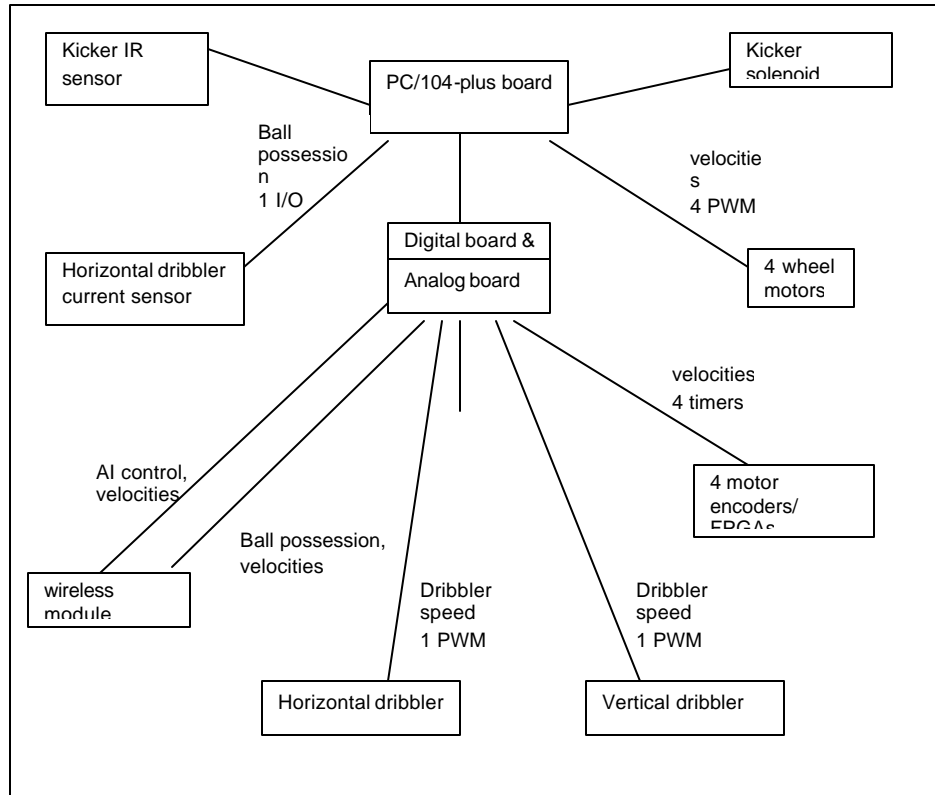 Kicker IR
sensor
Kicker
solenoid
PC/104-plus board
Ball
possessio
n
1 I/O
velocitie
s
4 PWM
Digital board &
Analog board
Horizontal dribbler
current sensor
4 wheel
motors
velocities
4 timers
AI control,
velocities
4 motor
encoders/
FPGAs
Ball possession,
velocities
wireless
module
Dribbler
speed
1 PWM
Dribbler
speed
1 PWM
Horizontal dribbler
Vertical dribbler